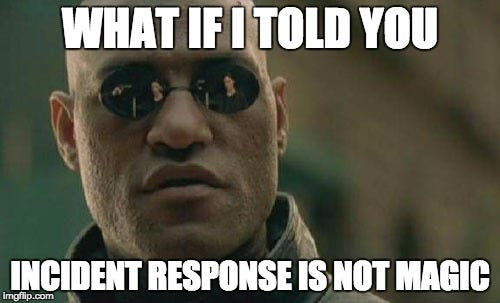 WHAT IF I TOLD YOU
INCIDENT RESPONSE IS NOT MAGIC
imgflip.com